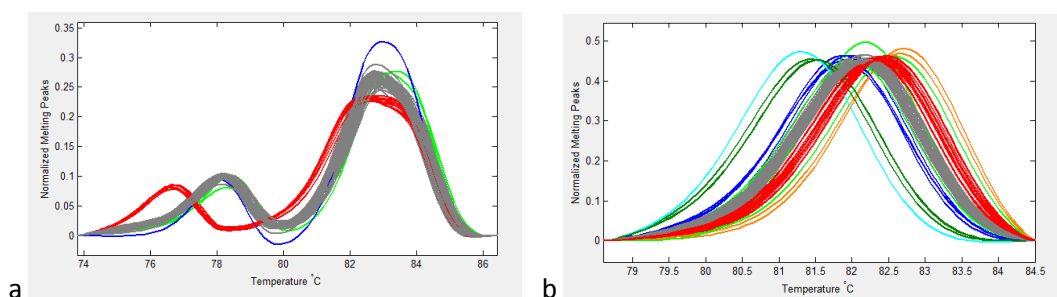 0.35
0.3
0.25
0.2
0.15
0.1
0.05
0
Normalized Melting Peaks
74 76 78 80 82 84 86
Temperature °C
a
0.5
0.4
0.3
0.2
0.1
0
Normalized Melting Peaks
79 79.5 80 80.5 81 81.5 82 82.5 83 83.5 84 84.5
Temperature °C
b